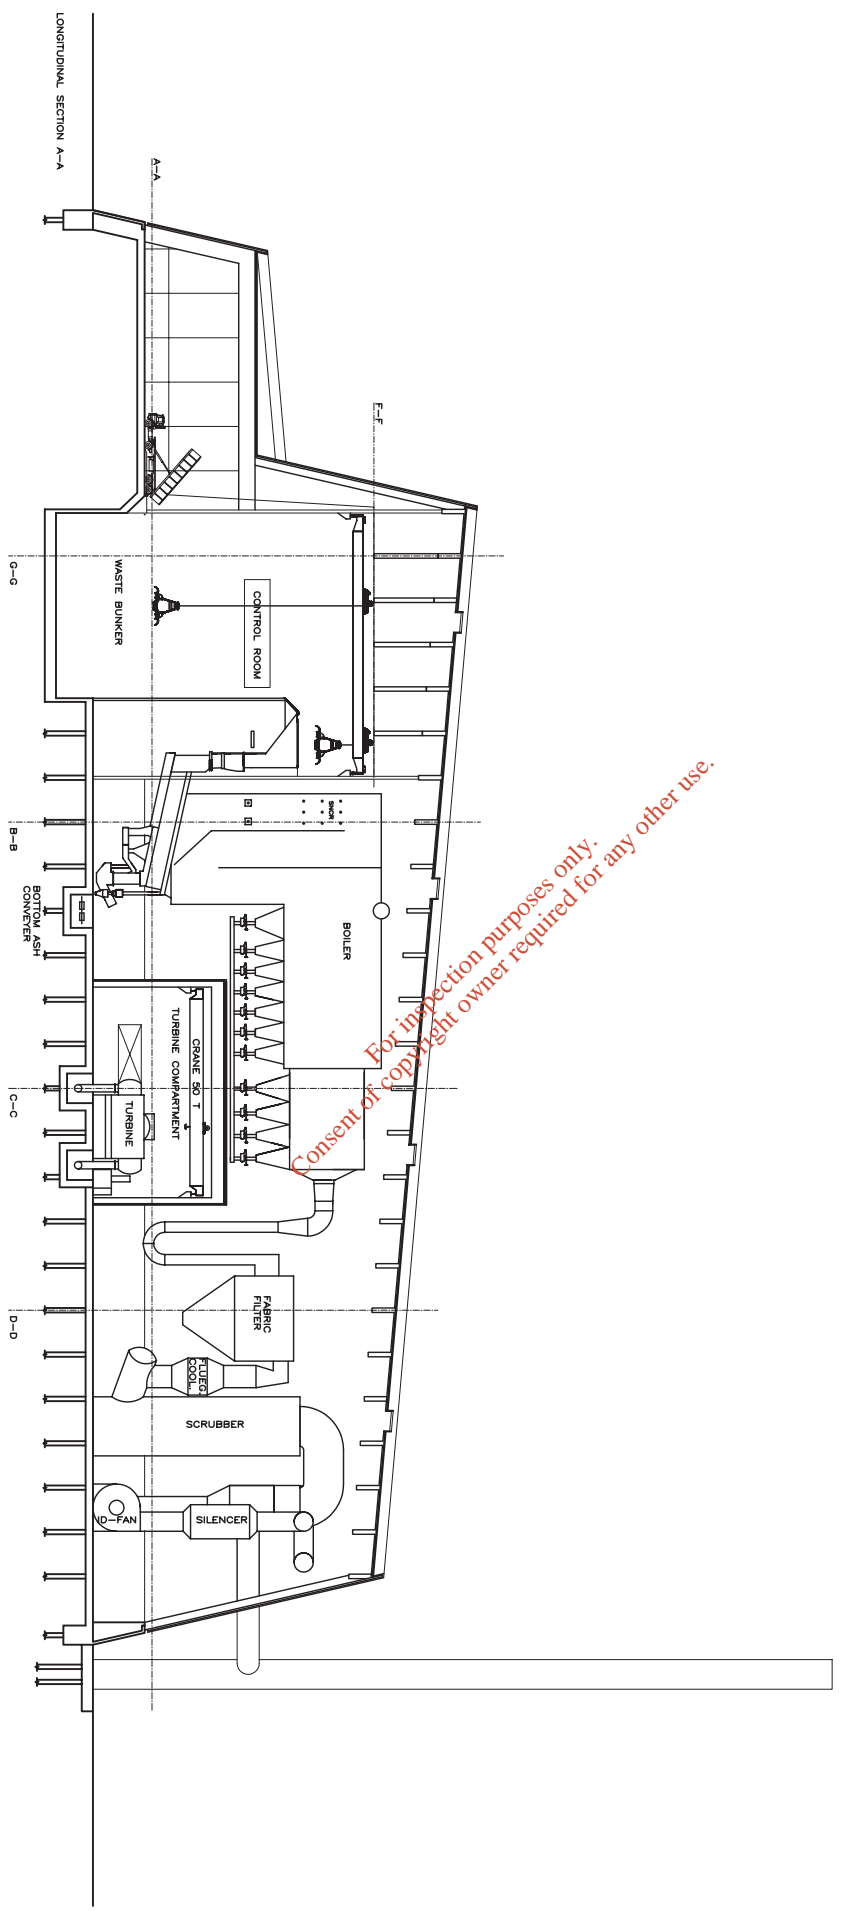 LONGITUDINAL SECTION A-A
A-A
F-F
G-G
WASTE BUNKER
CONTROL ROOM
SNCR
B-B
BOTTOM ASH
CONVEYER
BOILER
CRANE 50 T
TURBINE COMPARTMENT
TURBINE
C-C
FABRIC
FILTER
D-D
FLUEG.
COOL.
SCRUBBER
ID-FAN
SILENCER
For inspection purposes only.
Consent of copyright owner required for any other use.